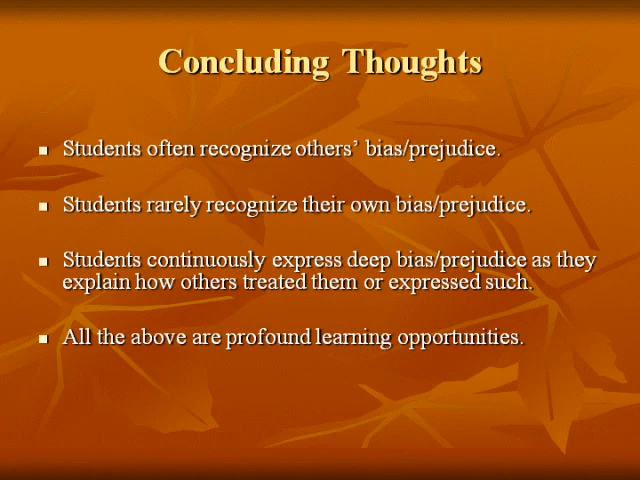 Concluding Thoughts
Students often recognize others’ bias/prejudice.
Students rarely recognize their own bias/prejudice.
Students continuously express deep bias/prejudice as they
explain how others treated them or expressed such.
All the above are profound learning opportunities.